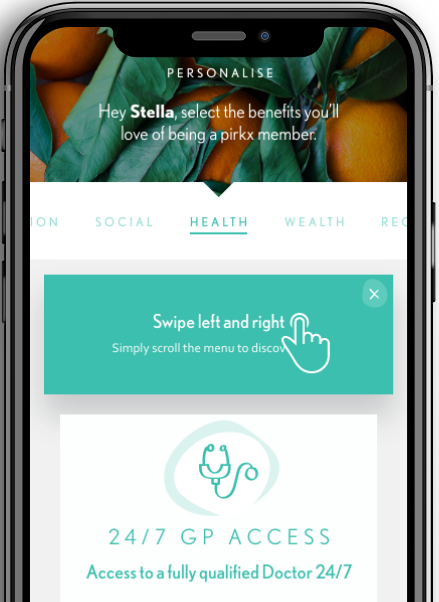 PERSONALISE
Hey Stella, select the benefits you'll
love of being a pirkx member.
ION SOCIAL HEALTH WEALTH REC
Swipe left and right
Simply scroll the menu to discov
24/7 GP ACCESS
Access to a fully qualified Doctor 24/7